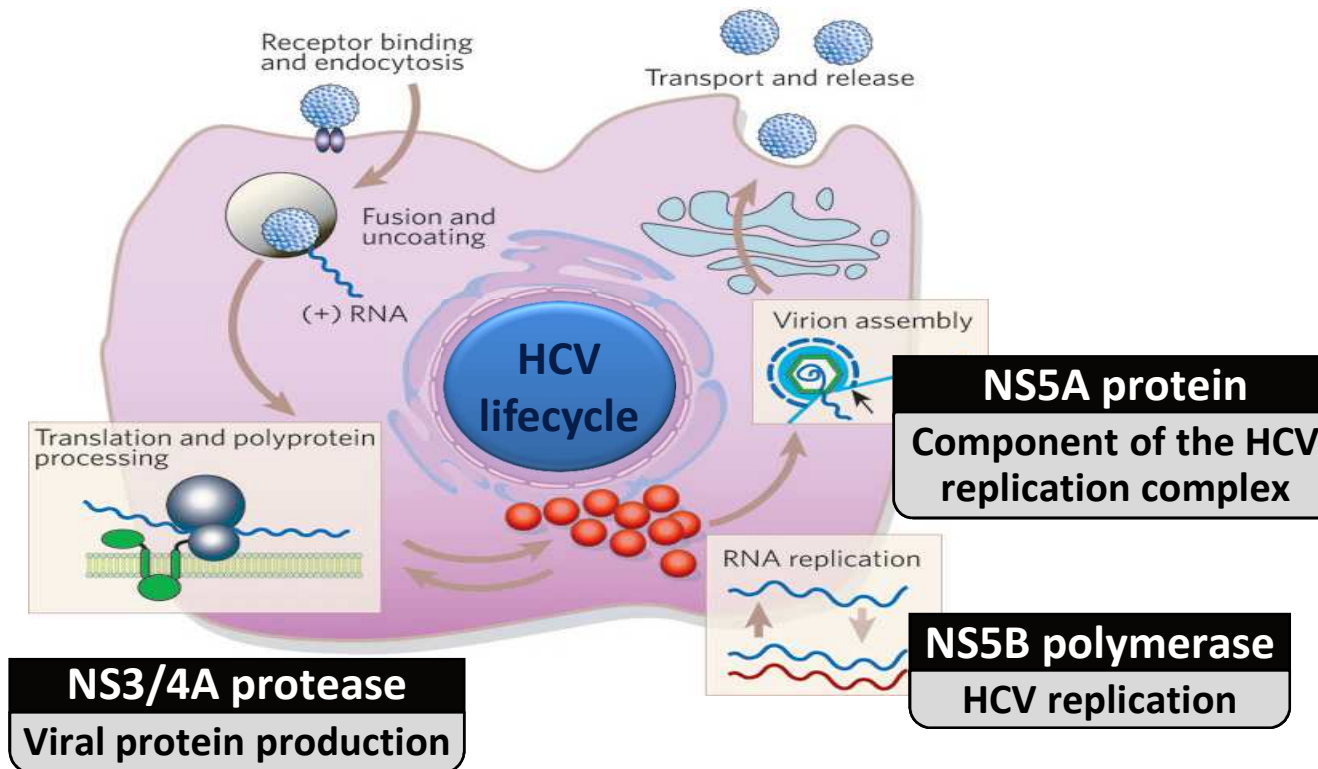 Receptor binding
and endocytosis
Transport and release
Fusion and
uncoating
(+) RNA
HCV
lifecycle
Virion assembly
NS5A protein
Component of the HCV
replication complex
Translation and polyprotein
processing
RNA replication
NS5B polymerase
HCV replication
NS3/4A protease
Viral protein production